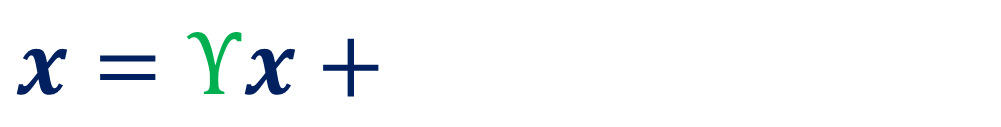 𝒙 = ϒ𝒙 +